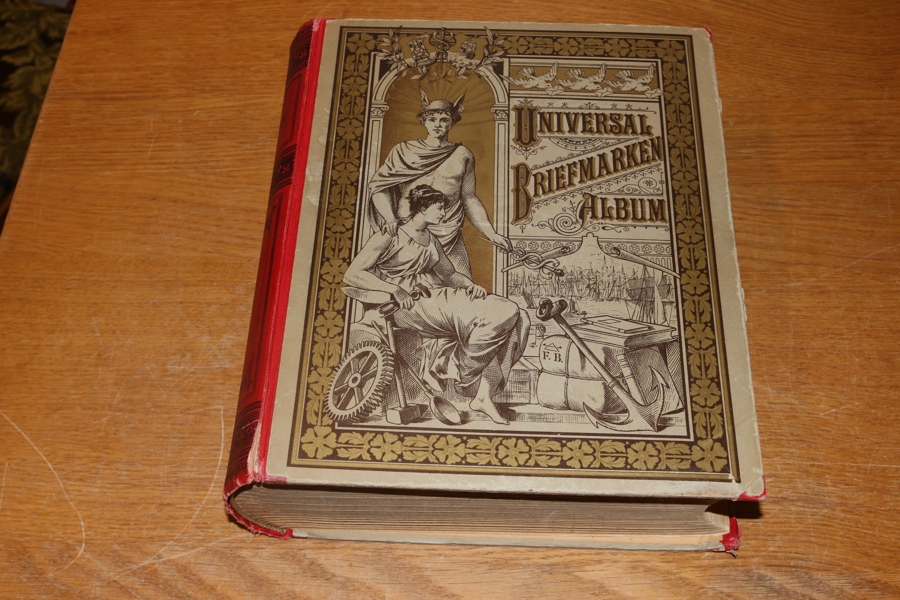 UNIVERSAL
BRIEFMARKEN
ALBUM
F. B.